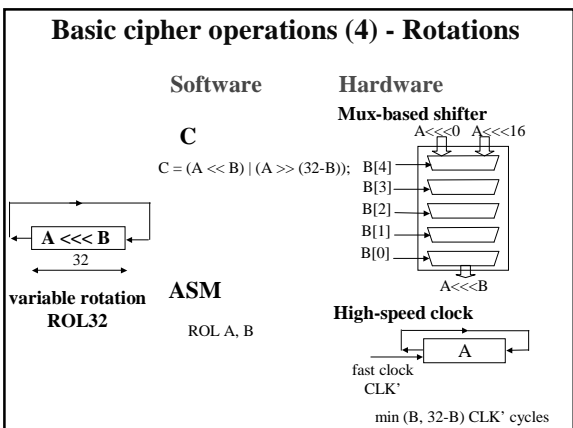 Basic cipher operations (4) - Rotations
Software
Hardware
Mux-based shifter
A<<<0 A<<<16
C
C = (A << B) | (A >> (32-B));
B[4]
B[3]
B[2]
B[1]
B[0]
A<<<B
A <<< B
32
variable rotation
ROL32
ASM
ROL A, B
High-speed clock
A
fast clock
CLK'
min (B, 32-B) CLK' cycles